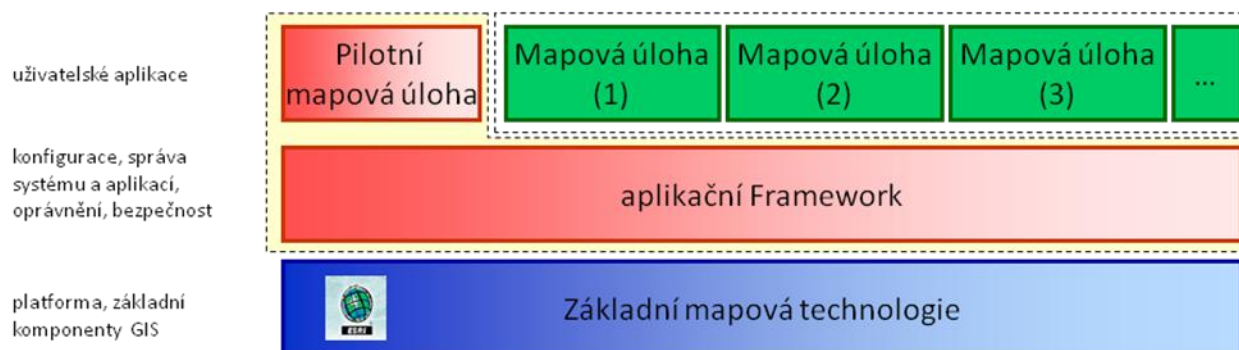 uživatelské aplikace
Pilotní
mapová úloha
Mapová úloha
(1)
Mapová úloha
(2)
Mapová úloha
(3)
...
konfigurace, správa
systému a aplikací,
oprávnění, bezpečnost
aplikační Framework
platforma, základní
komponenty GIS
ESRI
Základní mapová technologie